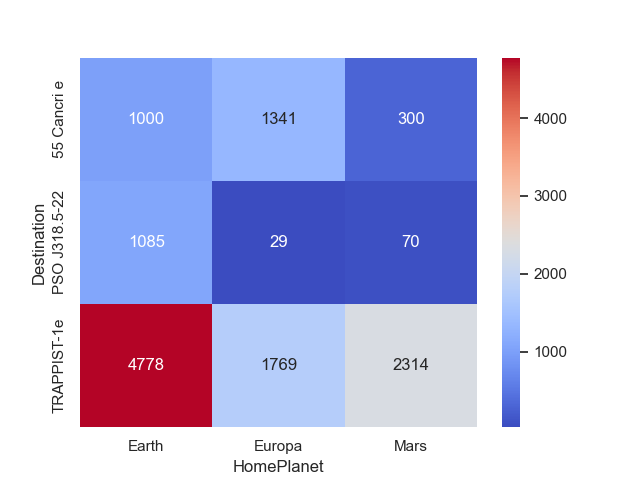 Destination
55 Cancri e
PSO J318.5-22
TRAPPIST-1e
1000 1341 300
1085 29 70
4778 1769 2314
Earth Europa Mars
HomePlanet
4000
3000
2000
1000